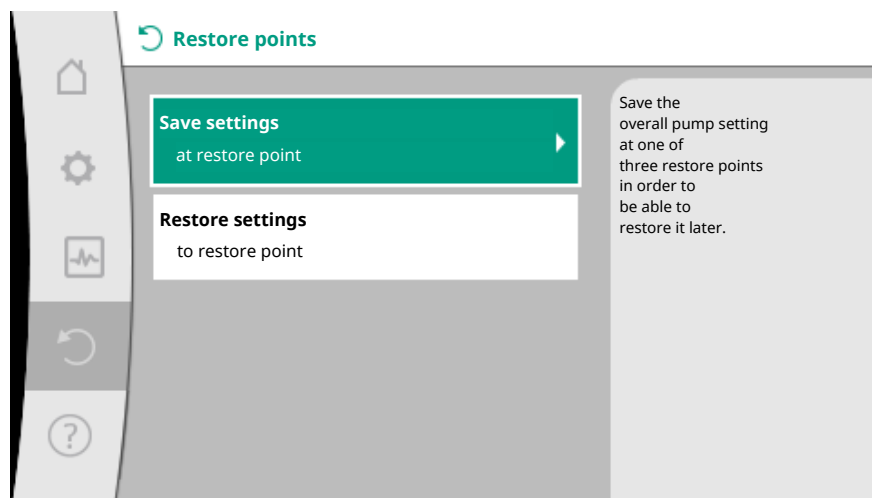 Restore points
Save settings
at restore point
Restore settings
to restore point
Save the
overall pump setting
at one of
three restore points
in order to
be able to
restore it later.
?